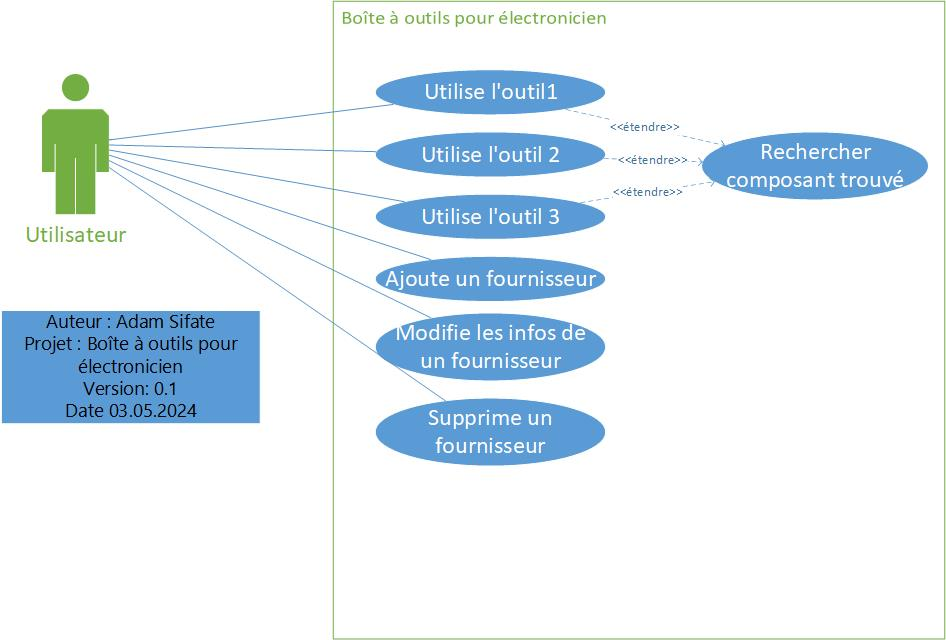 Boîte à outils pour électronicien
Utilise l'outil1
<<étendre>>
Utilise l'outil 2
<<étendre>>
Rechercher
composant trouvé
Utilise l'outil 3
<<étendre>>
Utilisateur
Ajoute un fournisseur
Modifie les infos de
un fournisseur
Supprime un
fournisseur
Auteur : Adam Sifate
Projet : Boîte à outils pour
électronicien
Version: 0.1
Date 03.05.2024